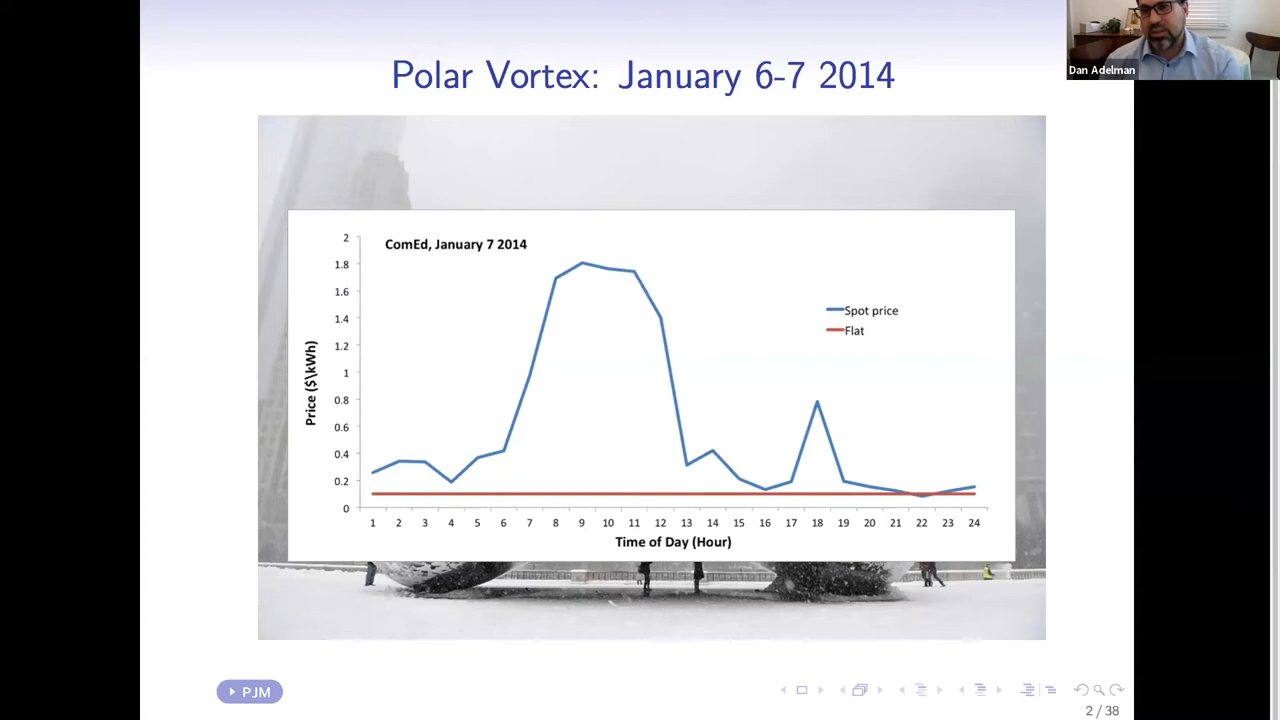 Dan Adelman
Polar Vortex: January 6-7 2014
ComEd, January 7 2014
Spot price
Flat
Price ($\kWh)
2
1.8
1.6
1.4
1.2
1
0.8
0.6
0.4
0.2
0
1 2 3 4 5 6 7 8 9 10 11 12 13 14 15 16 17 18 19 20 21 22 23 24
Time of Day (Hour)
PJM
2 / 38